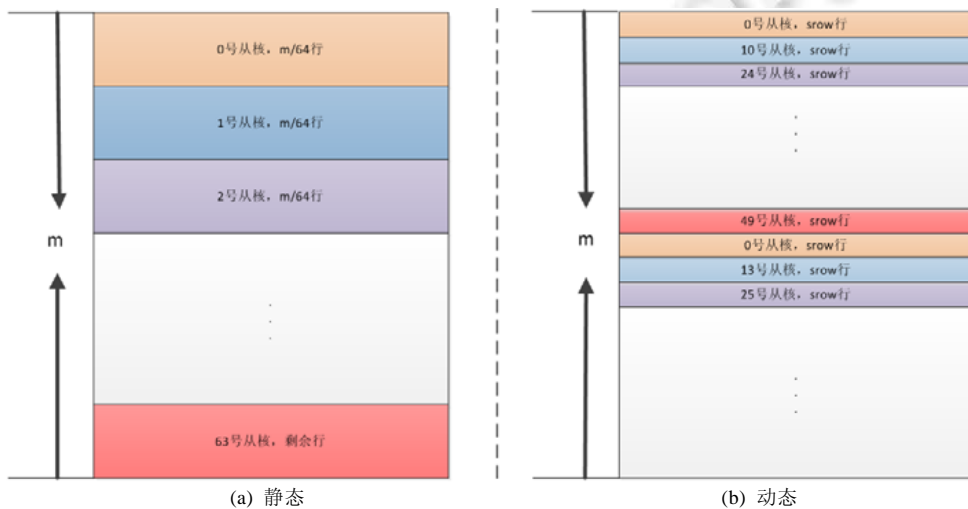 0号从核，m/64行
1号从核，m/64行
2号从核，m/64行
m
63号从核，剩余行
(a) 静态
0号从核，srow行
10号从核，srow行
24号从核，srow行
49号从核，srow行
m
0号从核，srow行
13号从核，srow行
25号从核，srow行
(b) 动态